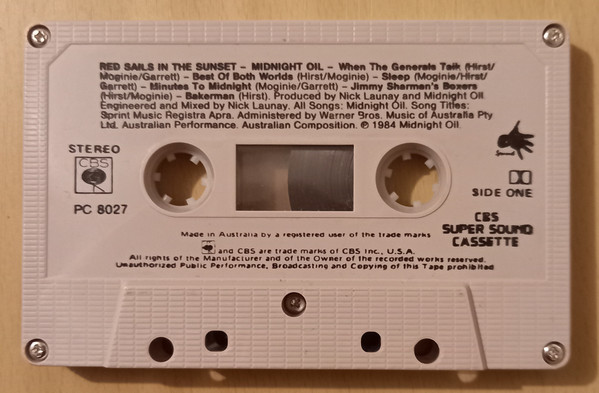 RED SAILS IN THE SUNSET – MIDNIGHT OIL – When The Generals Talk (Hirst/
Moginie/Garrett) – Best Of Both Worlds (Hirst/Moginie) – Sleep (Moginie/Hirst/
Garrett) – Minutes To Midnight (Moginie/Garrett) – Jimmy Sharman's Boxers
(Hirst/Moginie) – Bakerman (Hirst). Produced by Nick Launay and Midnight Oil.
Engineered and Mixed by Nick Launay. All Songs: Midnight Oil. Song Titles:
Sprint Music Registra Apra. Administered by Warner Bros. Music of Australia Pty
Ltd. Australian Performance. Australian Composition. ℗ 1984 Midnight Oil.
STEREO
CBS
PC 8027
SIDE ONE
CBS
SUPER SOUND
CASSETTE
Made in Australia by a registered user of the trade marks
and CBS are trade marks of CBS Inc., U.S.A.
All rights of the Manufacturer and of the Owner of the recorded works reserved.
Unauthorized Public Performance, Broadcasting and Copying of this Tape prohibited